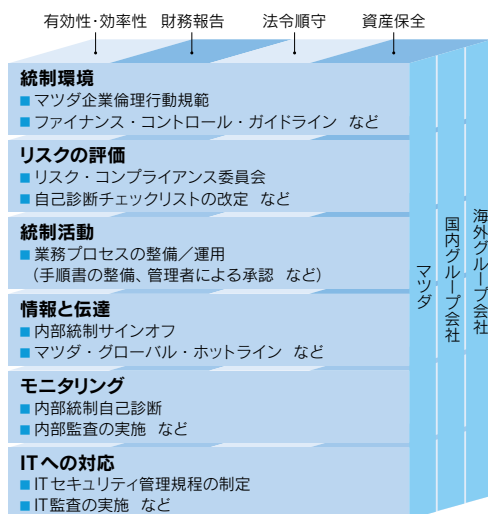 有効性・効率性 財務報告 法令順守 資産保全
統制環境
■ マツダ企業倫理行動規範
■ ファイナンス・コントロール・ガイドライン など
リスクの評価
■ リスク・コンプライアンス委員会
■ 自己診断チェックリストの改定 など
統制活動
■ 業務プロセスの整備／運用
（手順書の整備、管理者による承認 など）
情報と伝達
■ 内部統制サインオフ
■ マツダ・グローバル・ホットライン など
モニタリング
■ 内部統制自己診断
■ 内部監査の実施 など
ITへの対応
■ ITセキュリティ管理規程の制定
■ IT監査の実施 など
マツダ
国内グループ会社
海外グループ会社